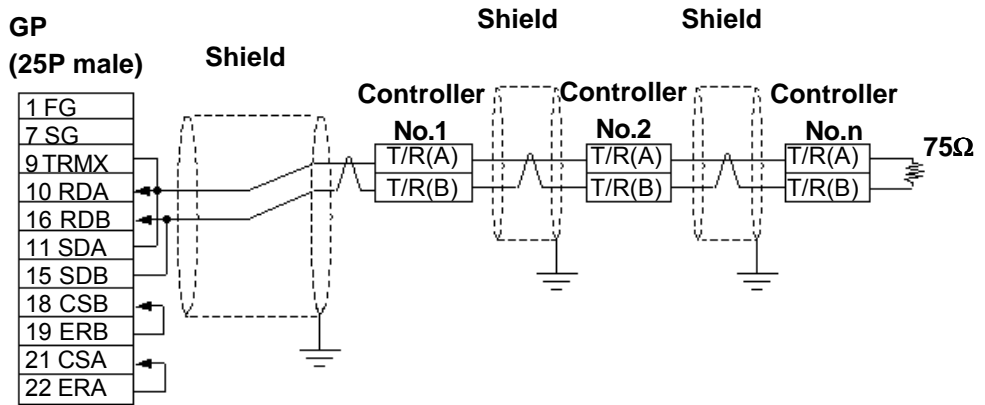 GP
(25P male)
Shield
Shield
Shield
1 FG
7 SG
9 TRMX
10 RDA
16 RDB
11 SDA
15 SDB
18 CSB
19 ERB
21 CSA
22 ERA
Controller
No.1
T/R(A)
T/R(B)
Controller
No.2
T/R(A)
T/R(B)
Controller
No.n
T/R(A)
T/R(B)
75Ω